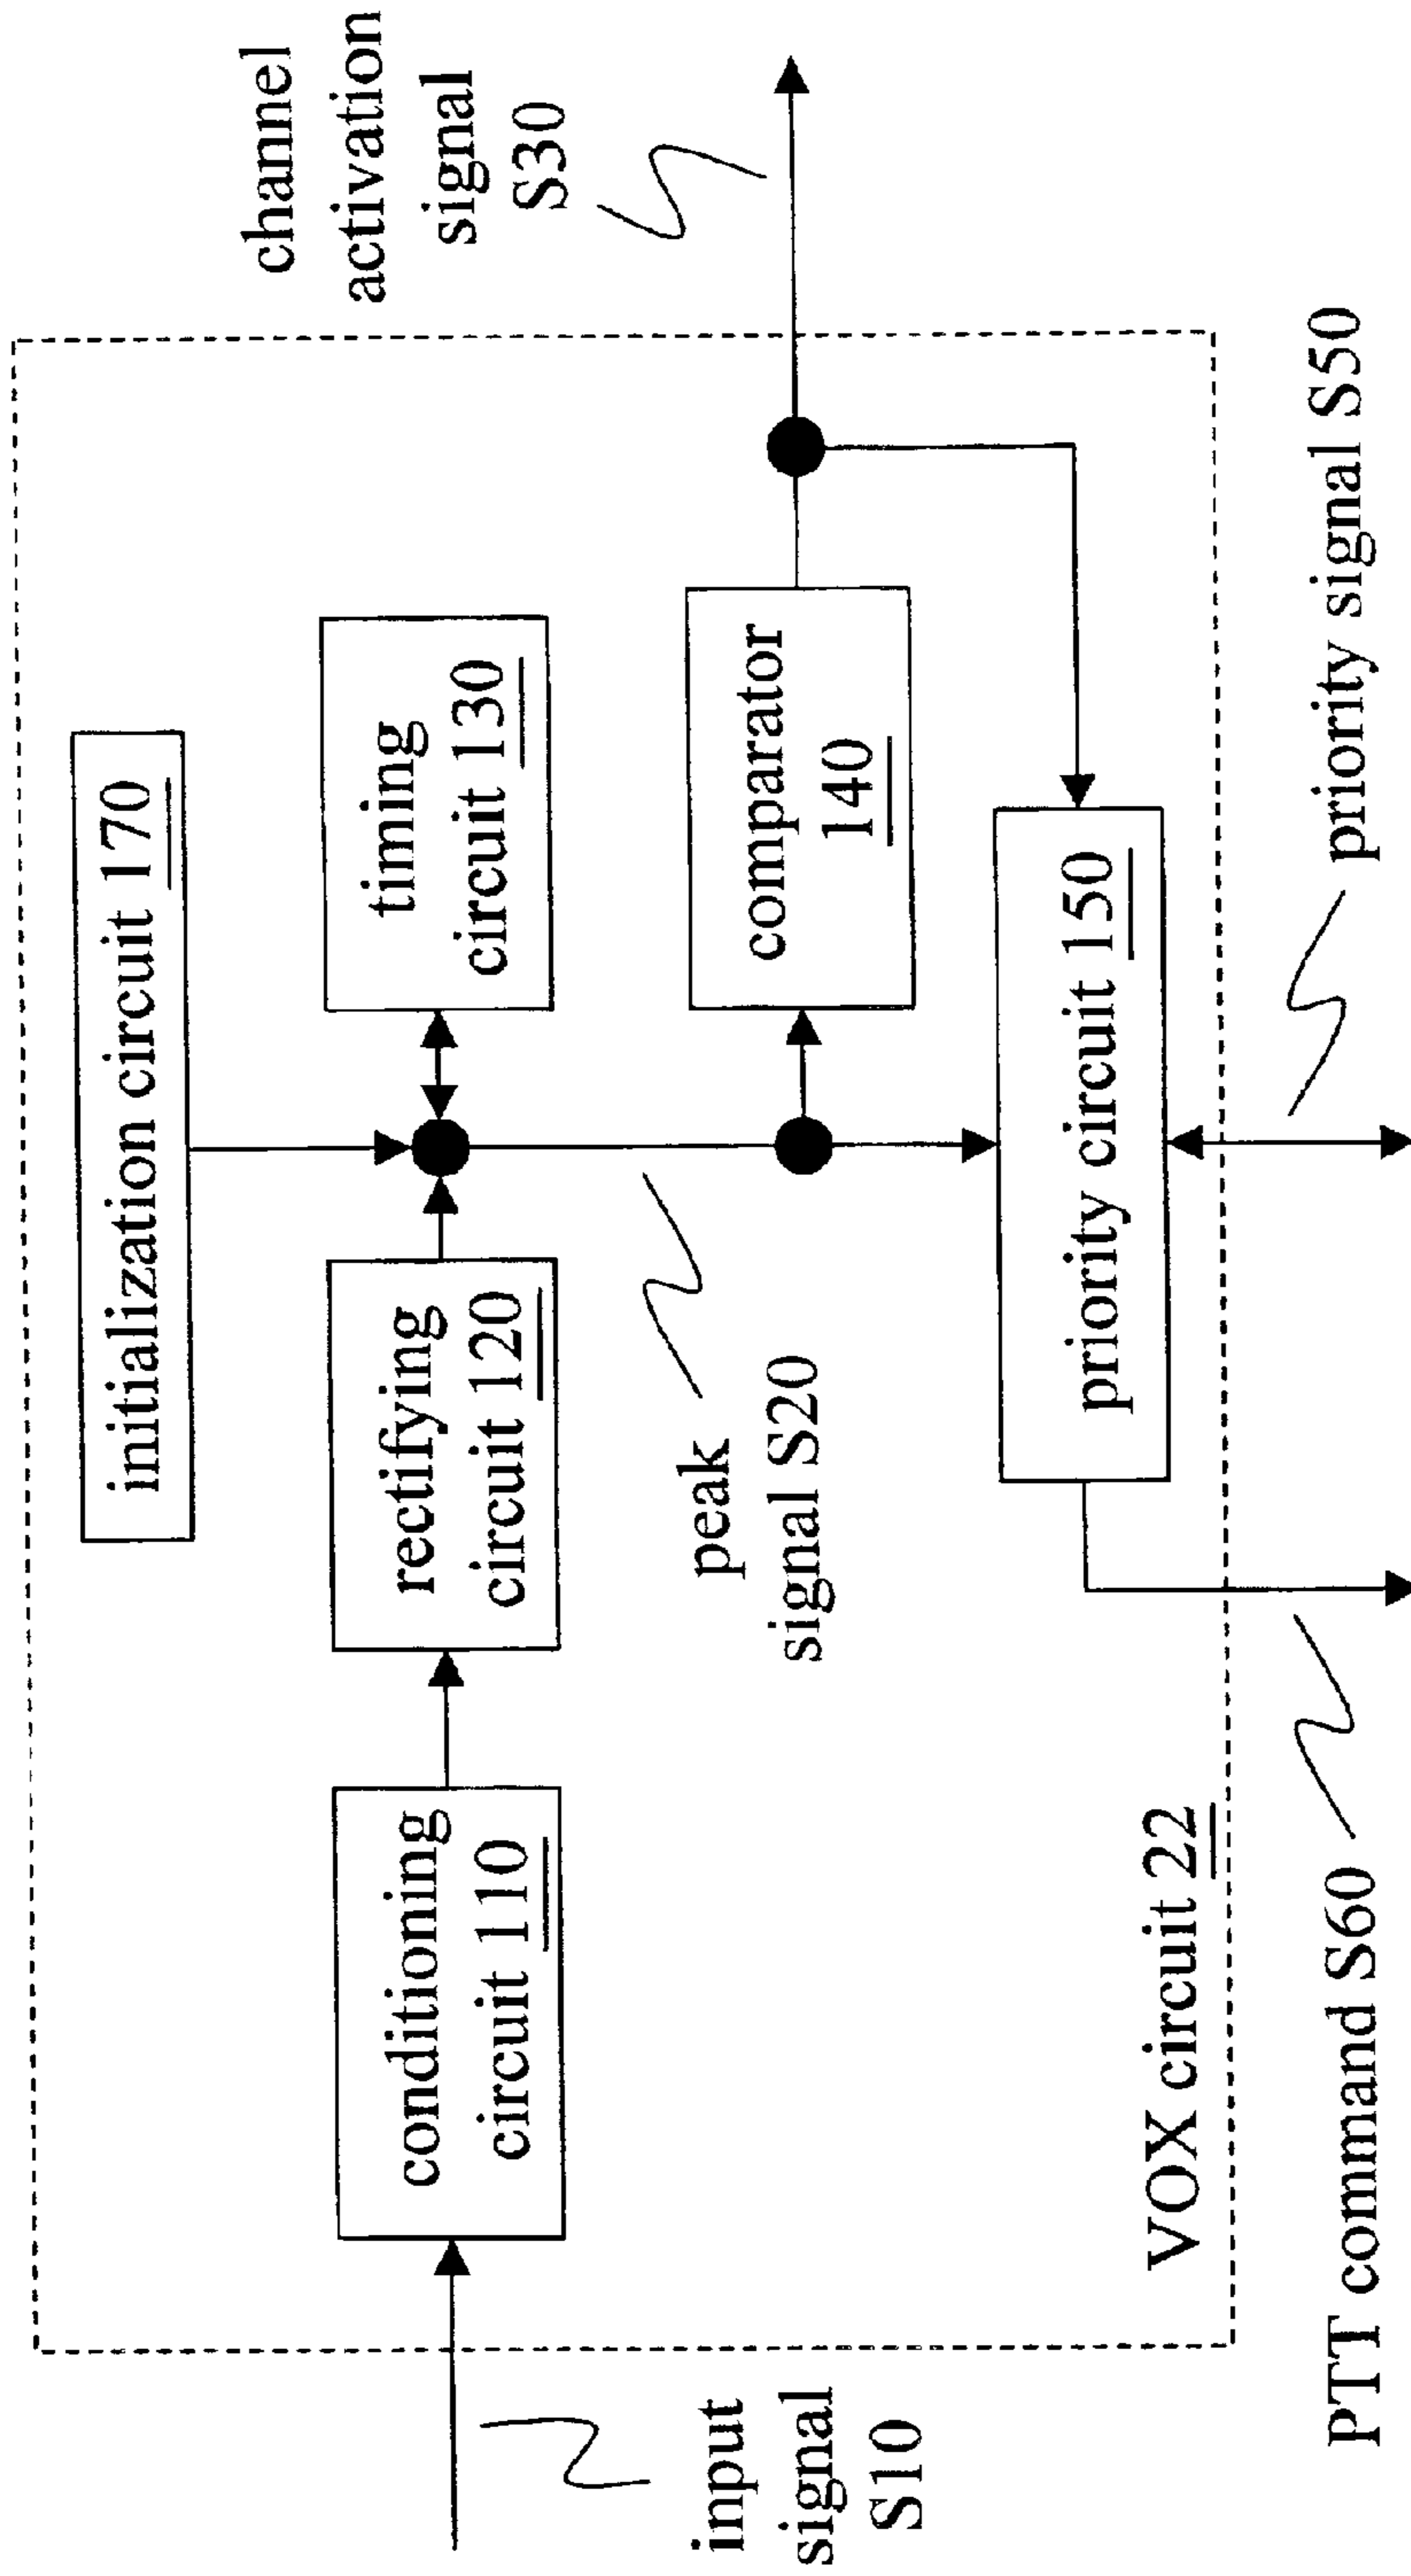 initialization circuit 170
channel
activation
signal
S30
conditioning
circuit 110
rectifying
circuit 120
timing
circuit 130
input
signal
S10
peak
signal S20
comparator
140
priority circuit 150
VOX circuit 22
PTT command S60
priority signal S50